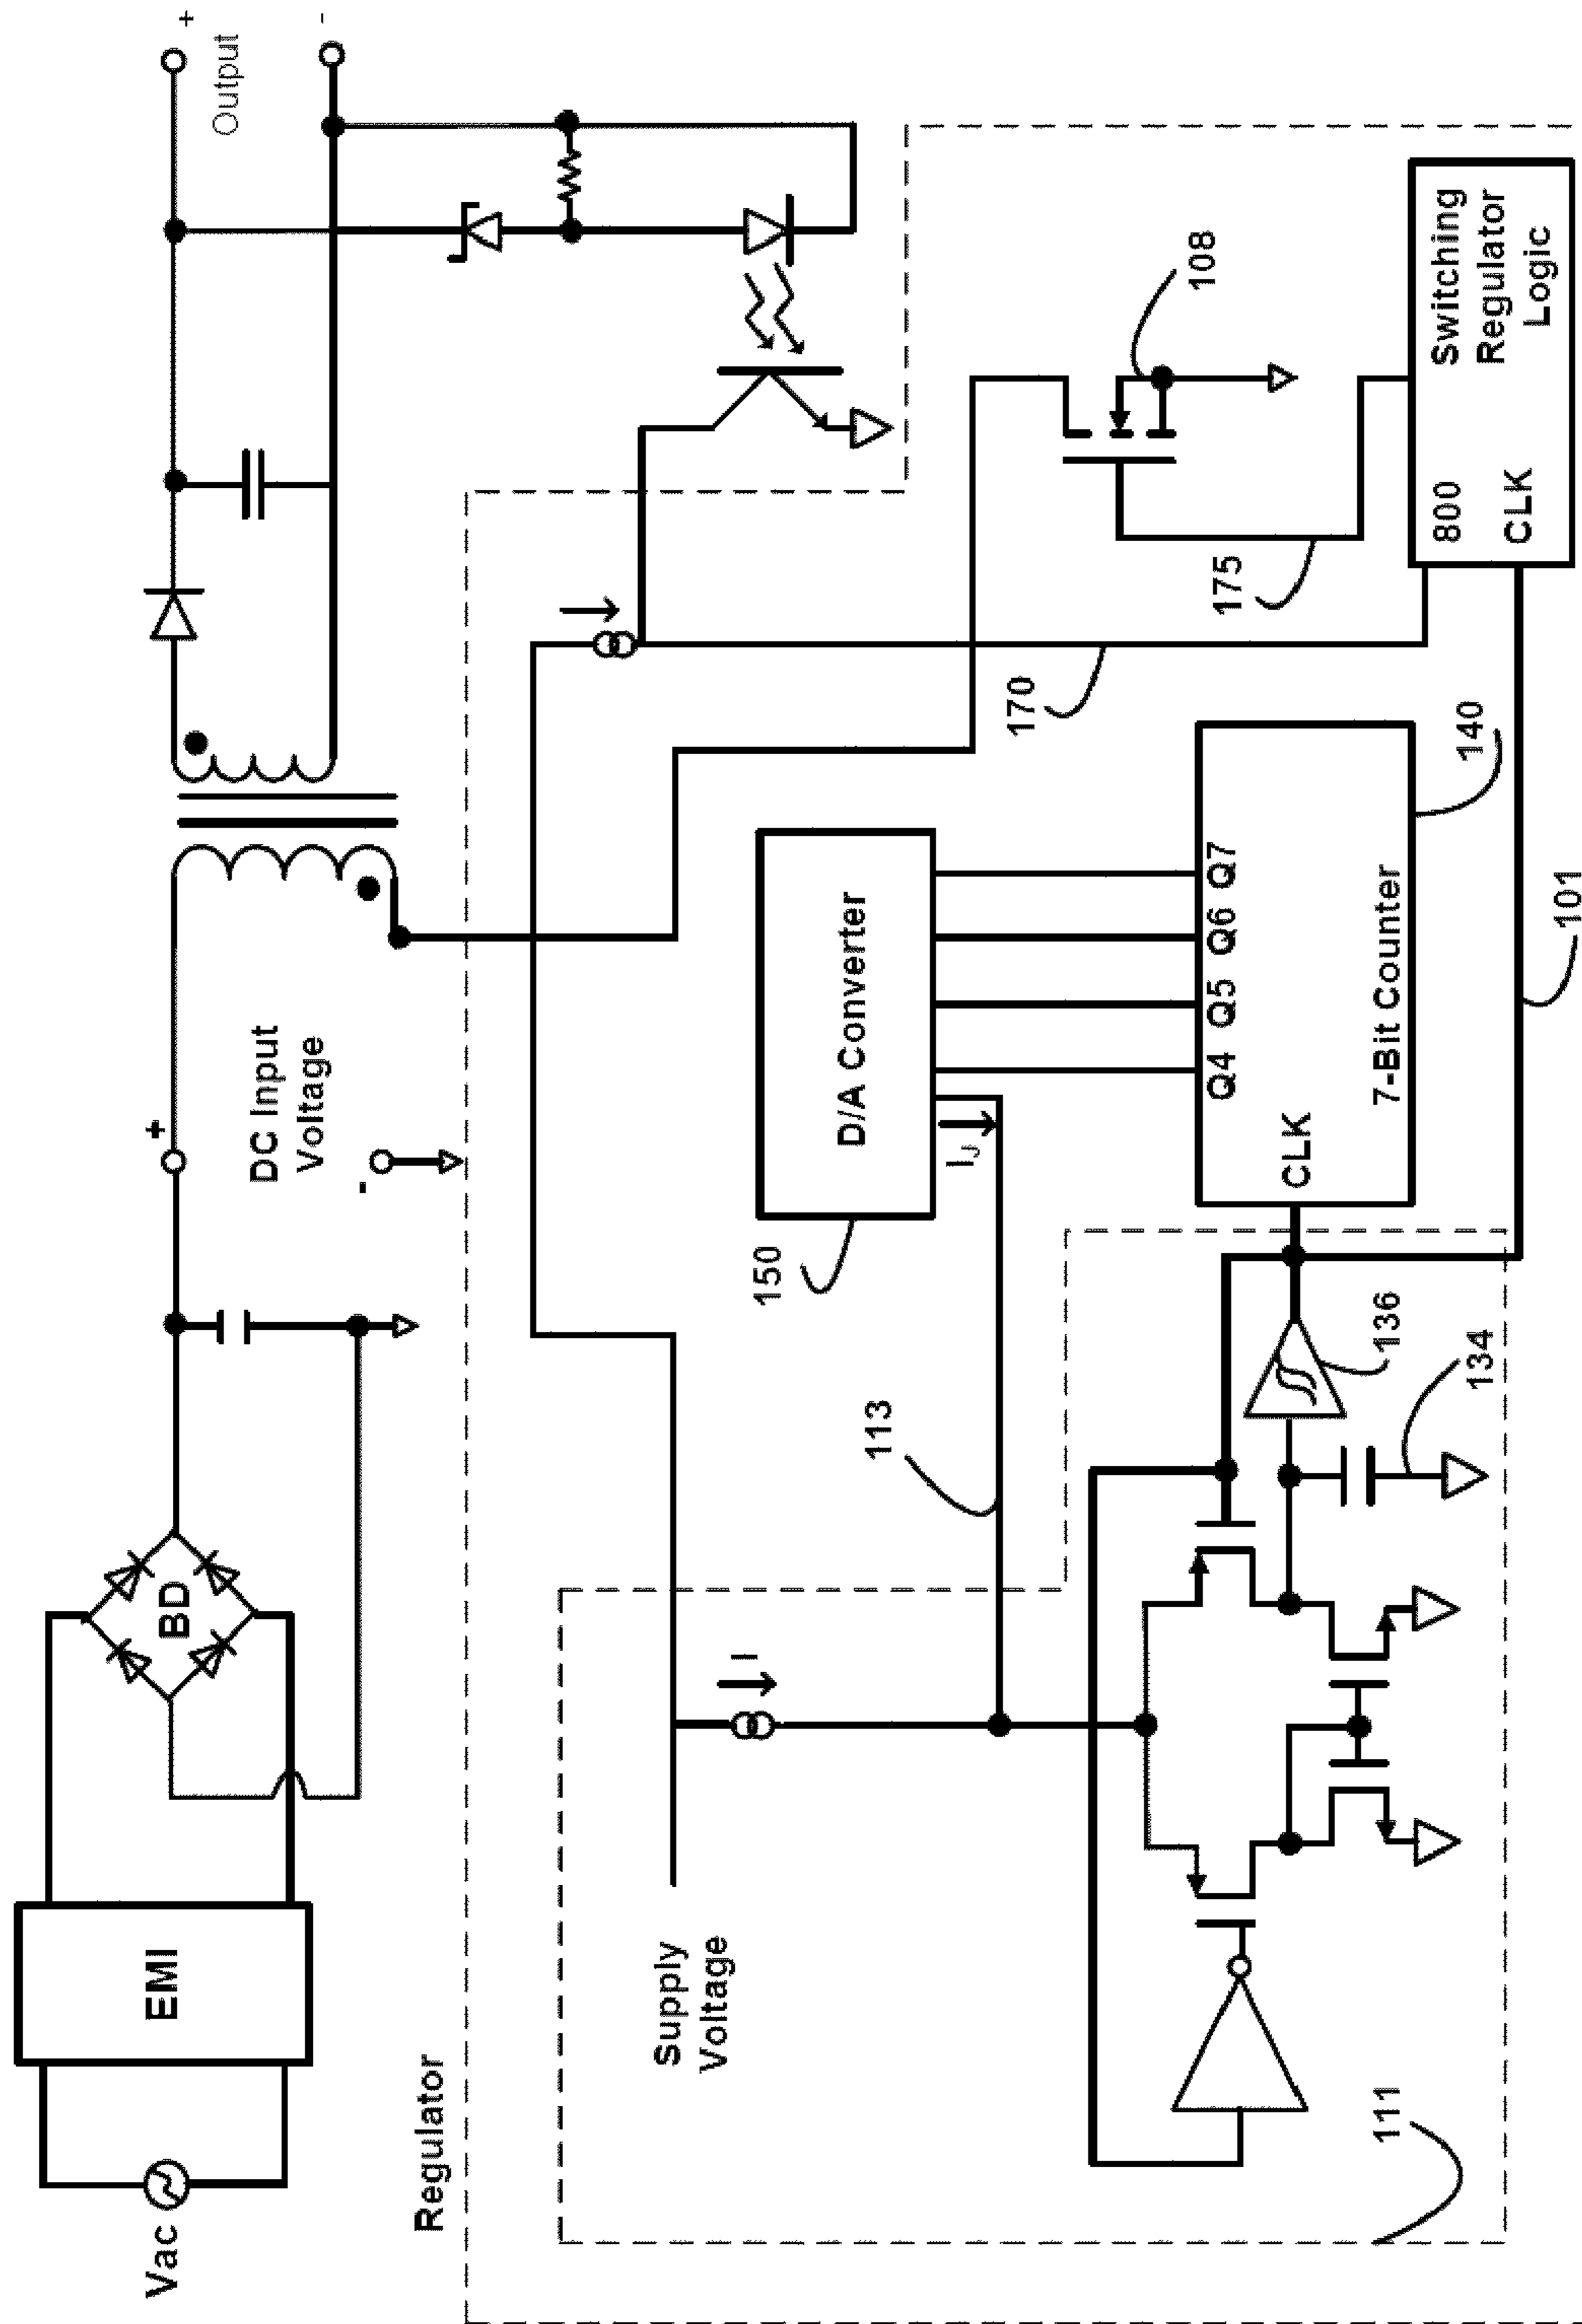 Vac
EMI
BD
+
DC Input
Voltage
-
+
Output
-
Regulator
Supply
Voltage
I
113
150
D/A Converter
I J
Q4 Q5 Q6 Q7
CLK
7-Bit Counter
140
170
175
108
800
Switching
Regulator
Logic
CLK
101
136
134
111